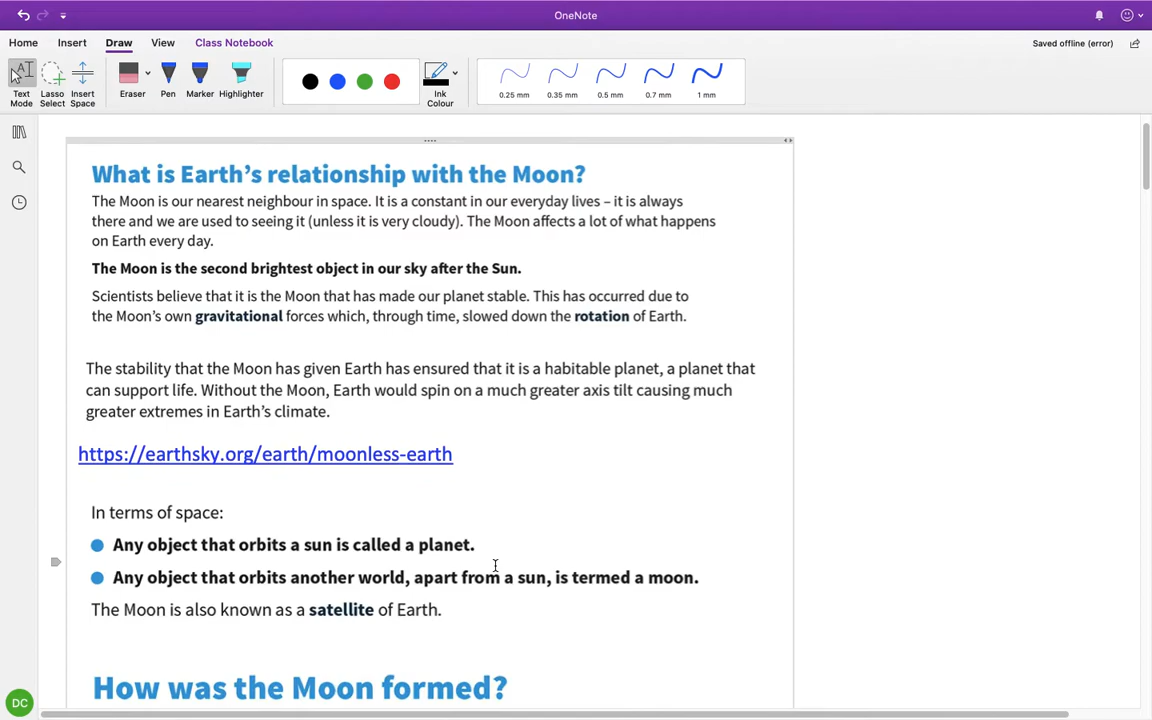 OneNote
Home Insert Draw View Class Notebook
Saved offline (error)
Text Mode
Lasso Select
Insert Space
Eraser
Pen
Marker
Highlighter
Ink Colour
0.25 mm
0.35 mm
0.5 mm
0.7 mm
1 mm
What is Earth's relationship with the Moon?
The Moon is our nearest neighbour in space. It is a constant in our everyday lives – it is always
there and we are used to seeing it (unless it is very cloudy). The Moon affects a lot of what happens
on Earth every day.
The Moon is the second brightest object in our sky after the Sun.
Scientists believe that it is the Moon that has made our planet stable. This has occurred due to
the Moon's own gravitational forces which, through time, slowed down the rotation of Earth.
The stability that the Moon has given Earth has ensured that it is a habitable planet, a planet that
can support life. Without the Moon, Earth would spin on a much greater axis tilt causing much
greater extremes in Earth's climate.
https://earthsky.org/earth/moonless-earth
In terms of space:
Any object that orbits a sun is called a planet.
Any object that orbits another world, apart from a sun, is termed a moon.
The Moon is also known as a satellite of Earth.
How was the Moon formed?
DC